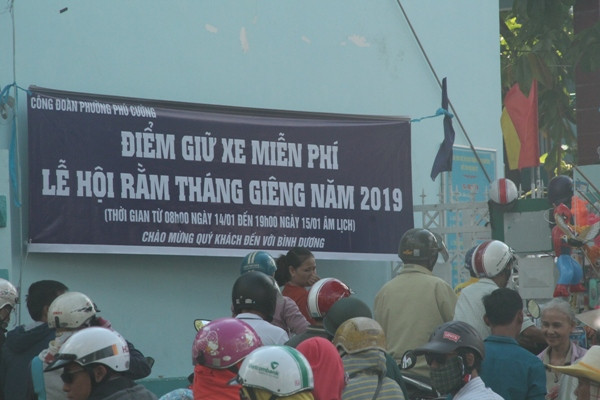 CÔNG ĐOÀN PHƯỜNG PHÚ CƯỜNG
ĐIỂM GIỮ XE MIỄN PHÍ
LỄ HỘI RẰM THÁNG GIÊNG NĂM 2019
(THỜI GIAN TỪ 08h00 NGÀY 14/01 ĐẾN 19h00 NGÀY 15/01 ÂM LỊCH)
CHÀO MỪNG QUÝ KHÁCH ĐẾN VỚI BÌNH DƯƠNG